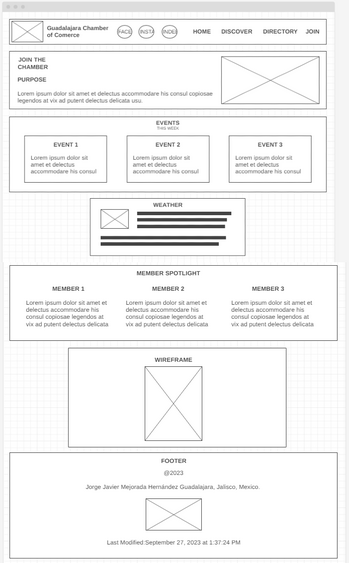 Guadalajara Chamber
of Comerce
FACE
INSTA
HOME
DISCOVER
DIRECTORY
JOIN
JOIN THE
CHAMBER
PURPOSE
Lorem ipsum dolor sit amet et delectus accommodare his consul copiosae
legendos at vix ad putent delectus delicata usu.
EVENTS
THIS WEEK
EVENT 1
Lorem ipsum dolor sit
amet et delectus
accommodare his consul
EVENT 2
Lorem ipsum dolor sit
amet et delectus
accommodare his consul
EVENT 3
Lorem ipsum dolor sit
amet et delectus
accommodare his consul
WEATHER
MEMBER SPOTLIGHT
MEMBER 1
Lorem ipsum dolor sit amet et
delectus accommodare his
consul copiosae legendos at
vix ad putent delectus delicata
MEMBER 2
Lorem ipsum dolor sit amet et
delectus accommodare his
consul copiosae legendos at
vix ad putent delectus delicata
MEMBER 3
Lorem ipsum dolor sit amet et
delectus accommodare his
consul copiosae legendos at
vix ad putent delectus delicata
WIREFRAME
FOOTER
@2023
Jorge Javier Mejorada Hernández Guadalajara, Jalisco, Mexico.
Last Modified:September 27, 2023 at 1:37:24 PM